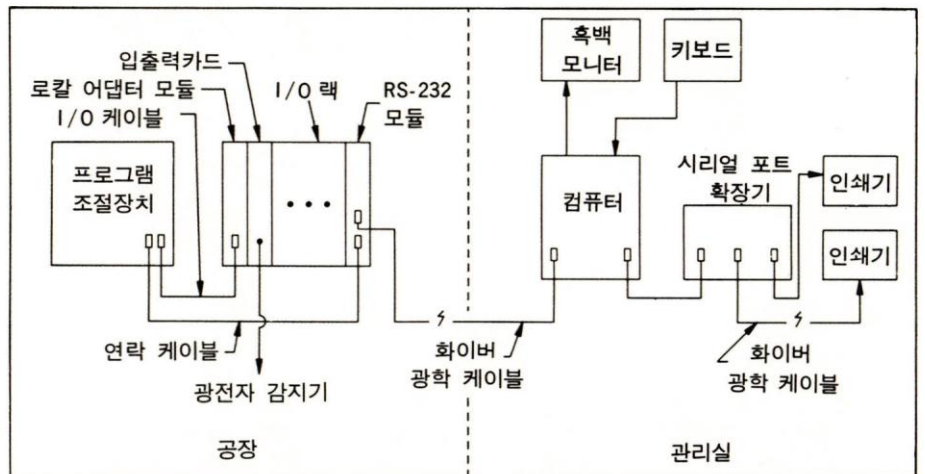 입출력카드
로칼 어댑터 모듈
I/O 케이블
I/O 랙
RS-232
모듈
프로그램
조절장치
연락 케이블
광전자 감지기
화이버
광학 케이블
공장
흑백
모니터
키보드
컴퓨터
시리얼 포트
확장기
인쇄기
인쇄기
화이버
광학 케이블
관리실